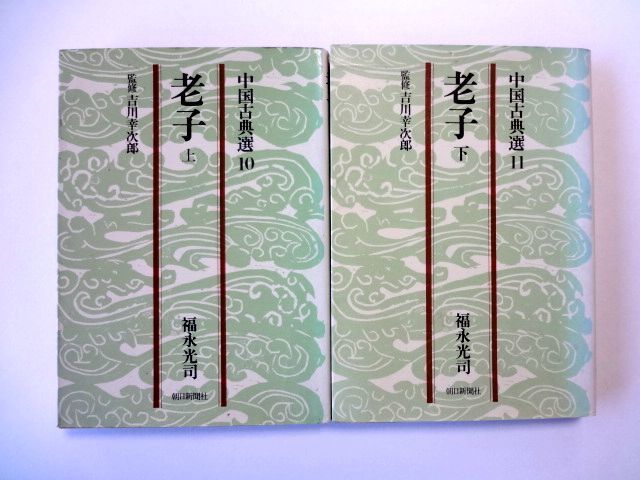 中国古典選 10
老子 上
監修 吉川幸次郎
福永光司
朝日新聞社
中国古典選 11
老子 下
監修 吉川幸次郎
福永光司
朝日新聞社